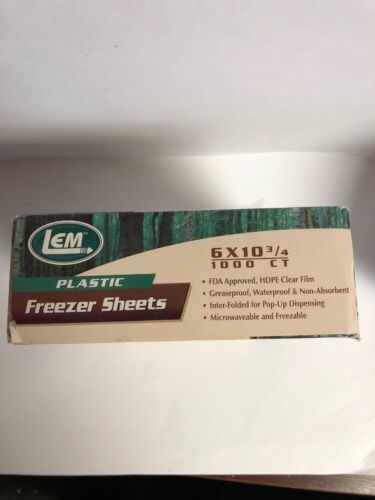 LEM™
6X10 3/4
1000 CT
PLASTIC
Freezer Sheets
• FDA Approved, HDPE Clear Film
• Greaseproof, Waterproof & Non-Absorbent
• Inter-Folded for Pop-Up Dispensing
• Microwaveable and Freezable